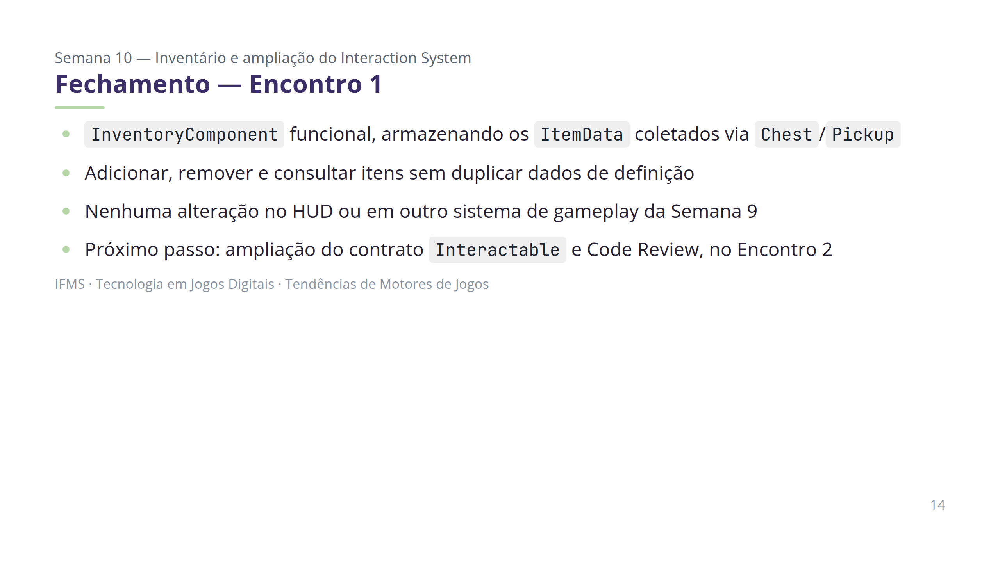 Semana 10 — Inventário e ampliação do Interaction System
Fechamento — Encontro 1
InventoryComponent funcional, armazenando os ItemData coletados via Chest/Pickup
Adicionar, remover e consultar itens sem duplicar dados de definição
Nenhuma alteração no HUD ou em outro sistema de gameplay da Semana 9
Próximo passo: ampliação do contrato Interactable e Code Review, no Encontro 2
IFMS · Tecnologia em Jogos Digitais · Tendências de Motores de Jogos
14